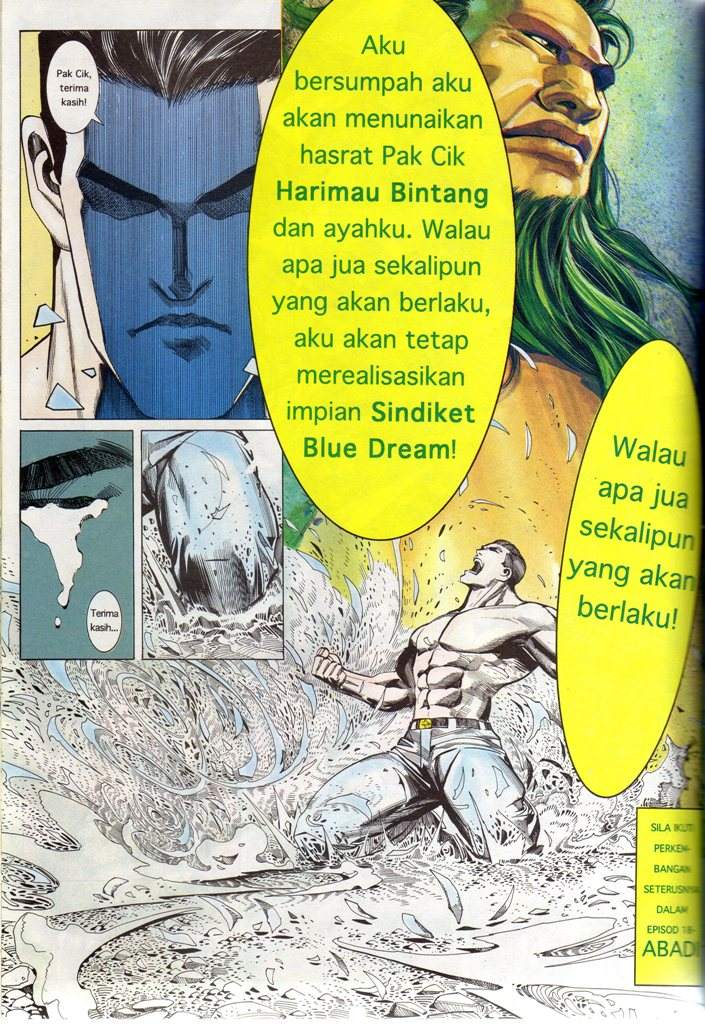 Pak Cik,
terima
kasih!
Aku
bersumpah aku
akan menunaikan
hasrat Pak Cik
Harimau Bintang
dan ayahku. Walau
apa jua sekalipun
yang akan berlaku,
aku akan tetap
merealisasikan
impian Sindiket
Blue Dream!
Terima
kasih...
Walau
apa jua
sekalipun
yang akan
berlaku!
SILA IKUTI
PERKEM-
BANGAN
SETERUSNYA
DALAM
EPISOD 18-
ABADI